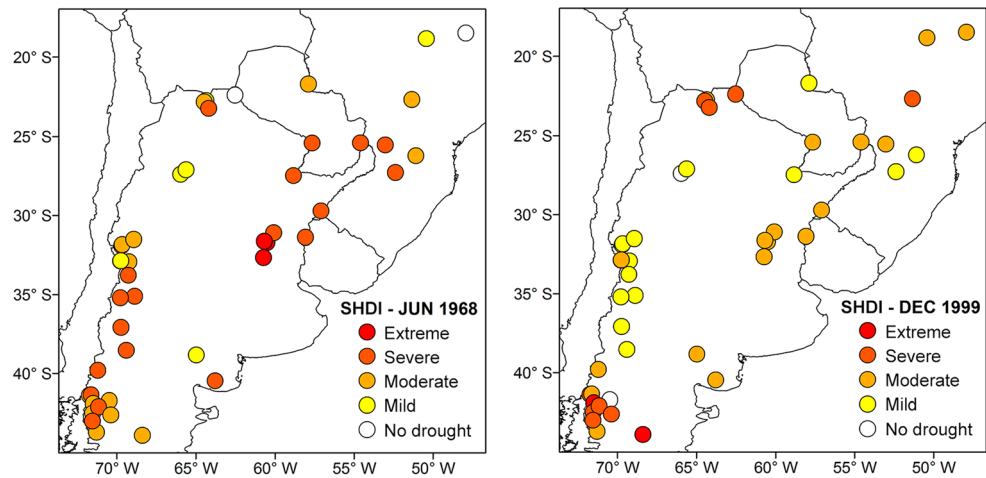 20° S
25° S
30° S
35° S
40° S
70° W
65° W
60° W
55° W
50° W
SHDI - JUN 1968
Extreme
Severe
Moderate
Mild
No drought
20° S
25° S
30° S
35° S
40° S
70° W
65° W
60° W
55° W
50° W
SHDI - DEC 1999
Extreme
Severe
Moderate
Mild
No drought